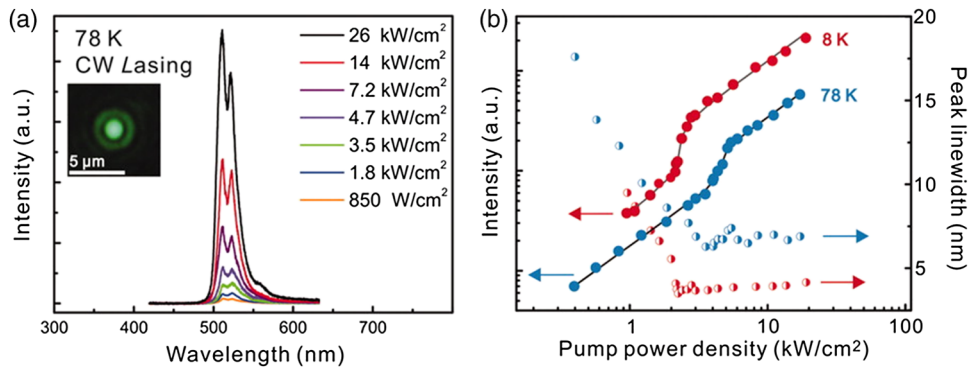 (a)
78 K
CW Lasing
5 μm
26 kW/cm²
14 kW/cm²
7.2 kW/cm²
4.7 kW/cm²
3.5 kW/cm²
1.8 kW/cm²
850 W/cm²
Intensity (a.u.)
300 400 500 600 700
Wavelength (nm)
(b)
8 K
78 K
Intensity (a.u.)
20
15
10
5
Peak linewidth (nm)
1 10 100
Pump power density (kW/cm²)